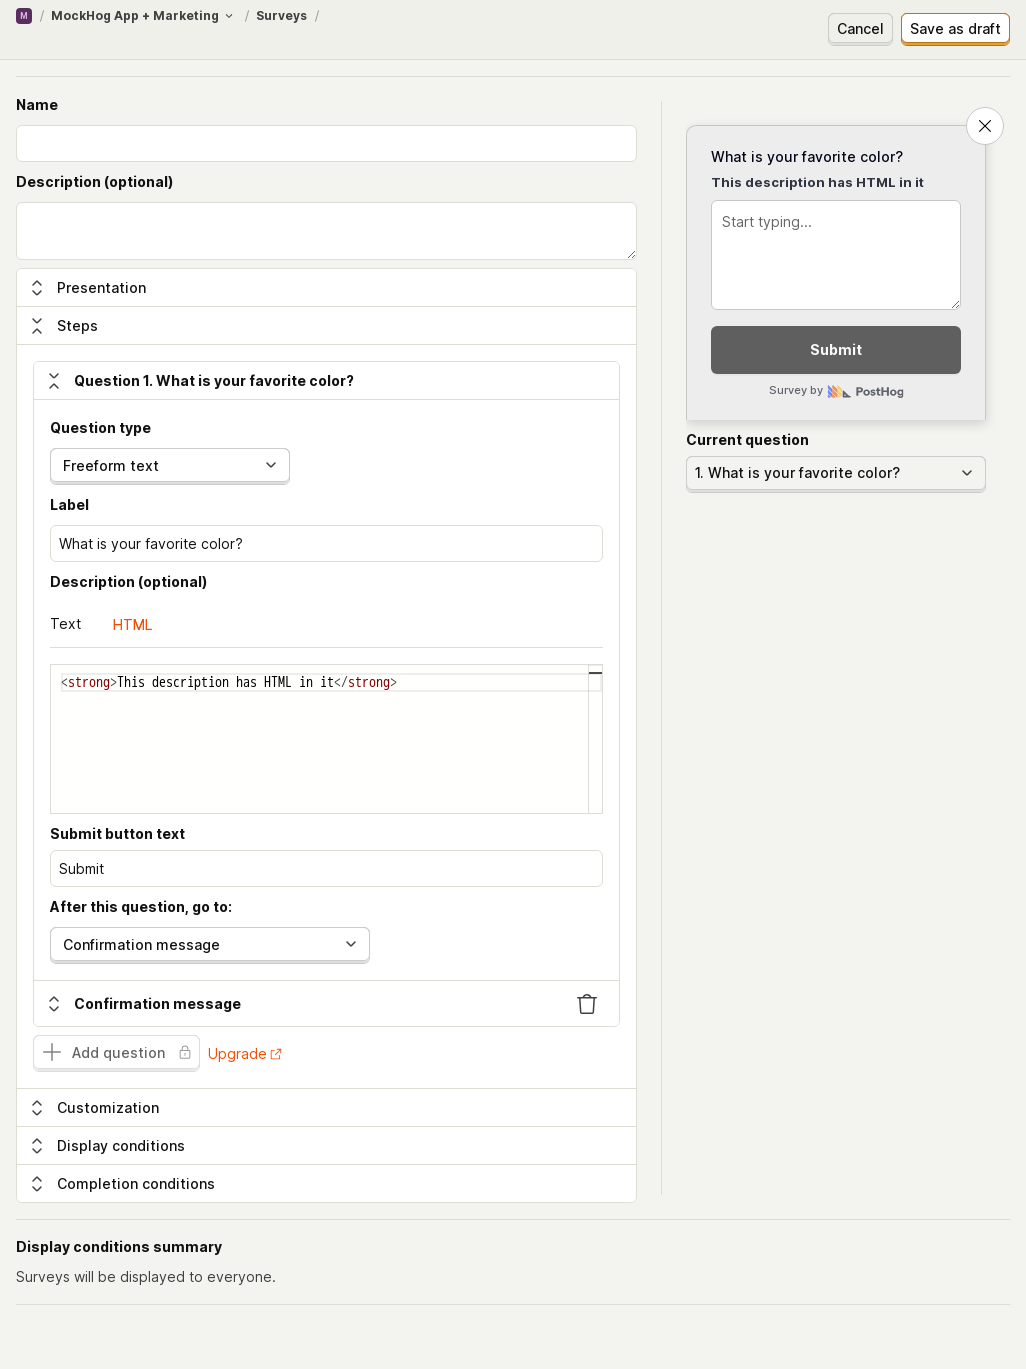 M / MockHog App + Marketing / Surveys /
Cancel
Save as draft
Name
Description (optional)
Presentation
Steps
Question 1. What is your favorite color?
Question type
Freeform text
Label
What is your favorite color?
Description (optional)
Text
HTML
<strong>This description has HTML in it</strong>
Submit button text
Submit
After this question, go to:
Confirmation message
Confirmation message
Add question
Upgrade
Customization
Display conditions
Completion conditions
What is your favorite color?
This description has HTML in it
Start typing...
Submit
Survey by PostHog
Current question
1. What is your favorite color?
Display conditions summary
Surveys will be displayed to everyone.